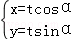 x=tcosα
y=tsinα